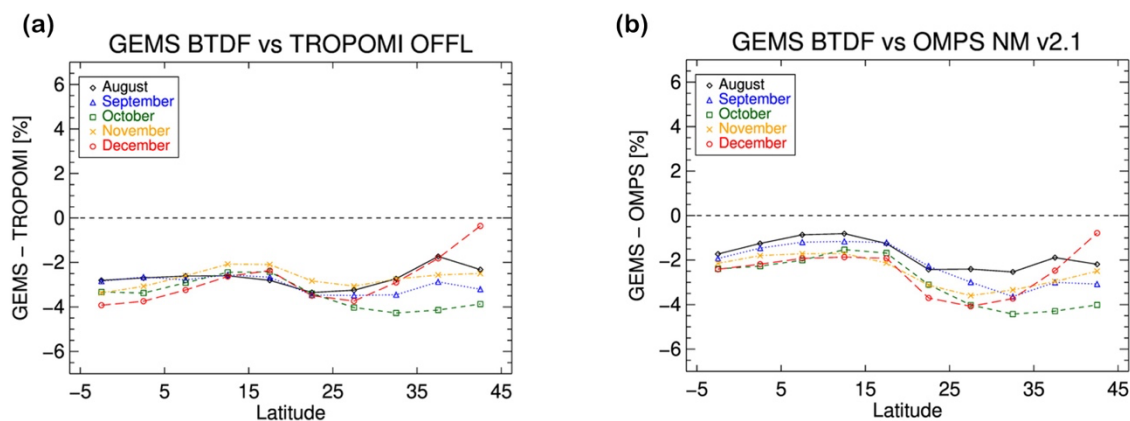 (a)
GEMS BTDF vs TROPOMI OFFL
GEMS − TROPOMI [%]
6
4
2
0
−2
−4
−6
August
September
October
November
December
−5
5
15
25
35
45
Latitude
(b)
GEMS BTDF vs OMPS NM v2.1
GEMS − OMPS [%]
6
4
2
0
−2
−4
−6
August
September
October
November
December
−5
5
15
25
35
45
Latitude